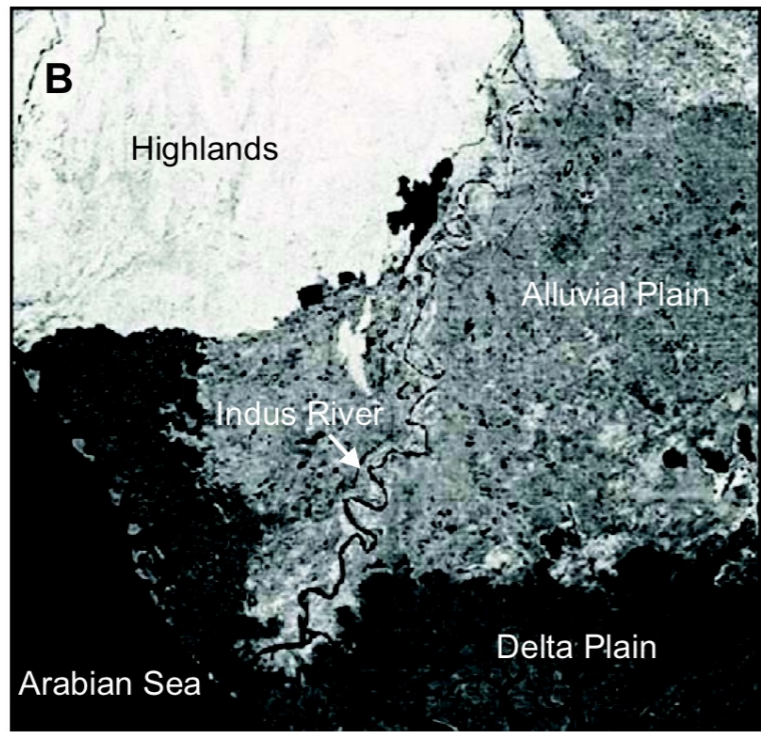 B
Highlands
Alluvial Plain
Indus River
Delta Plain
Arabian Sea